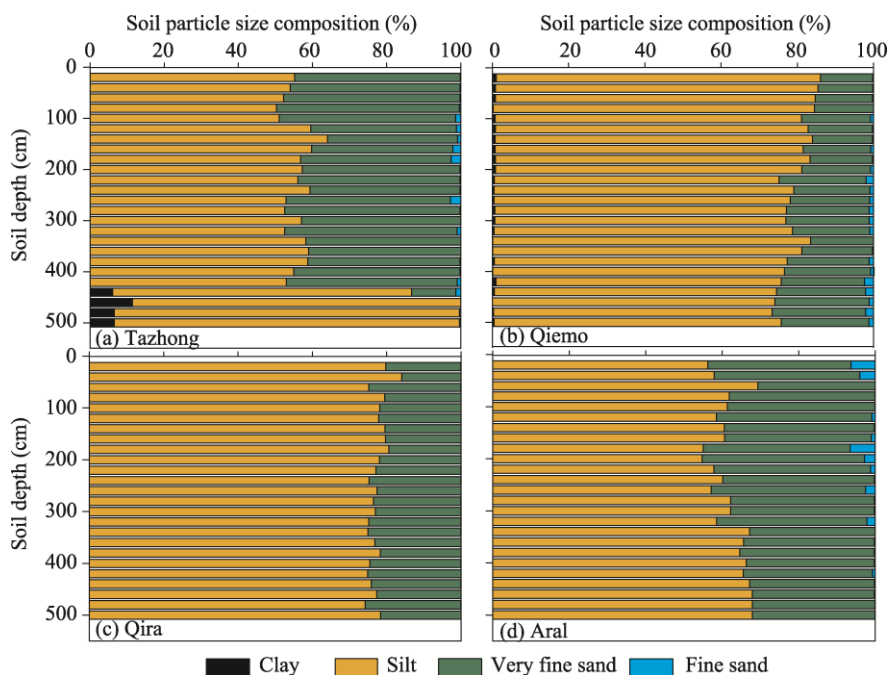 Soil particle size composition (%) Soil particle size composition (%)
0 20 40 60 80 100 0 20 40 60 80 100
Soil depth (cm)
0
100
200
300
400
500
(a) Tazhong (b) Qiemo
Soil depth (cm)
0
100
200
300
400
500
(c) Qira (d) Aral
Clay Silt Very fine sand Fine sand